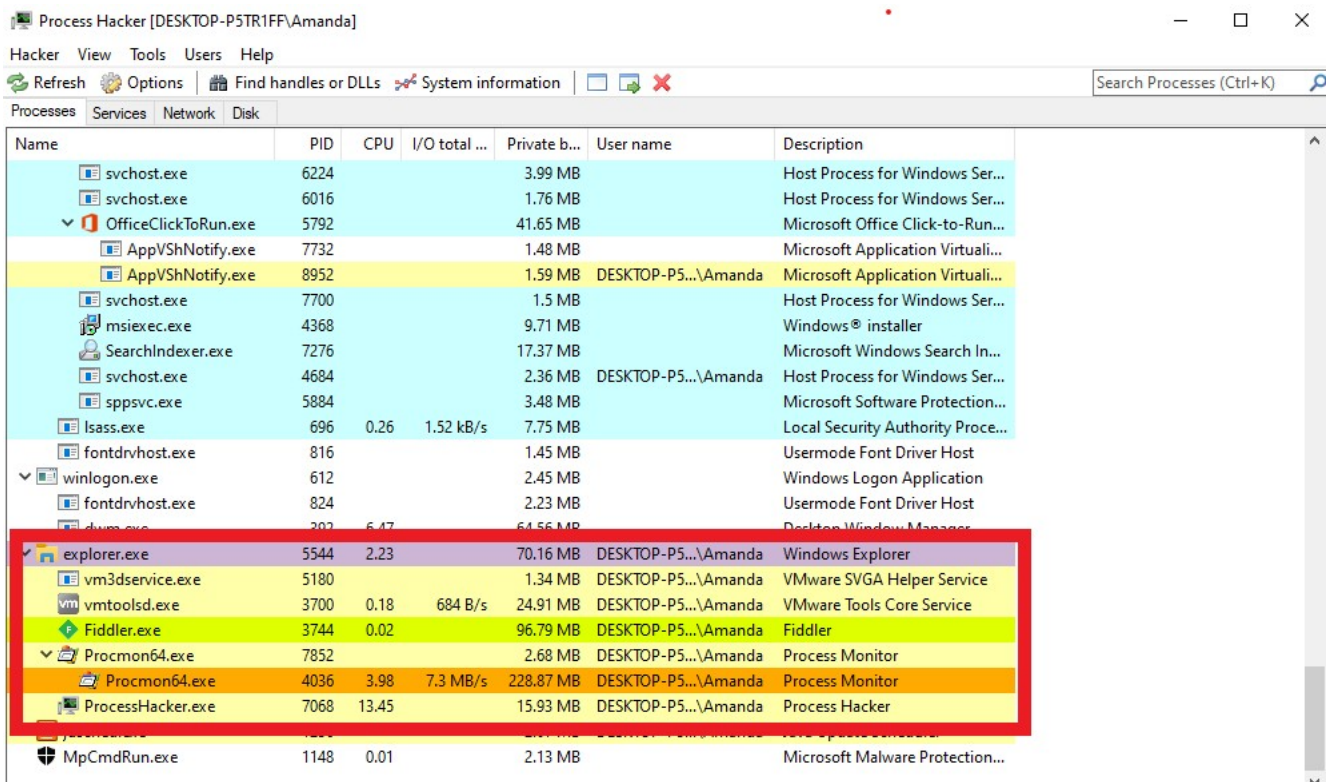 Process Hacker [DESKTOP-P5TR1FF\Amanda]
Hacker View Tools Users Help
Refresh Options Find handles or DLLs System information Search Processes (Ctrl+K)
Processes Services Network Disk
Name PID CPU I/O total ... Private b... User name Description
svchost.exe 6224 3.99 MB Host Process for Windows Ser...
svchost.exe 6016 1.76 MB Host Process for Windows Ser...
OfficeClickToRun.exe 5792 41.65 MB Microsoft Office Click-to-Run...
AppVShNotify.exe 7732 1.48 MB Microsoft Application Virtuali...
AppVShNotify.exe 8952 1.59 MB DESKTOP-P5...\Amanda Microsoft Application Virtuali...
svchost.exe 7700 1.5 MB Host Process for Windows Ser...
msiexec.exe 4368 9.71 MB Windows® installer
SearchIndexer.exe 7276 17.37 MB Microsoft Windows Search In...
svchost.exe 4684 2.36 MB DESKTOP-P5...\Amanda Host Process for Windows Ser...
sppsvc.exe 5884 3.48 MB Microsoft Software Protection...
lsass.exe 696 0.26 1.52 kB/s 7.75 MB Local Security Authority Proce...
fontdrvhost.exe 816 1.45 MB Usermode Font Driver Host
winlogon.exe 612 2.45 MB Windows Logon Application
fontdrvhost.exe 824 2.23 MB Usermode Font Driver Host
dwm.exe 392 6.47 64.56 MB Desktop Window Manager
explorer.exe 5544 2.23 70.16 MB DESKTOP-P5...\Amanda Windows Explorer
vm3dservice.exe 5180 1.34 MB DESKTOP-P5...\Amanda VMware SVGA Helper Service
vmtoolsd.exe 3700 0.18 684 B/s 24.91 MB DESKTOP-P5...\Amanda VMware Tools Core Service
Fiddler.exe 3744 0.02 96.79 MB DESKTOP-P5...\Amanda Fiddler
Procmon64.exe 7852 2.68 MB DESKTOP-P5...\Amanda Process Monitor
Procmon64.exe 4036 3.98 7.3 MB/s 228.87 MB DESKTOP-P5...\Amanda Process Monitor
ProcessHacker.exe 7068 13.45 15.93 MB DESKTOP-P5...\Amanda Process Hacker
MpCmdRun.exe 1148 0.01 2.13 MB Microsoft Malware Protection...